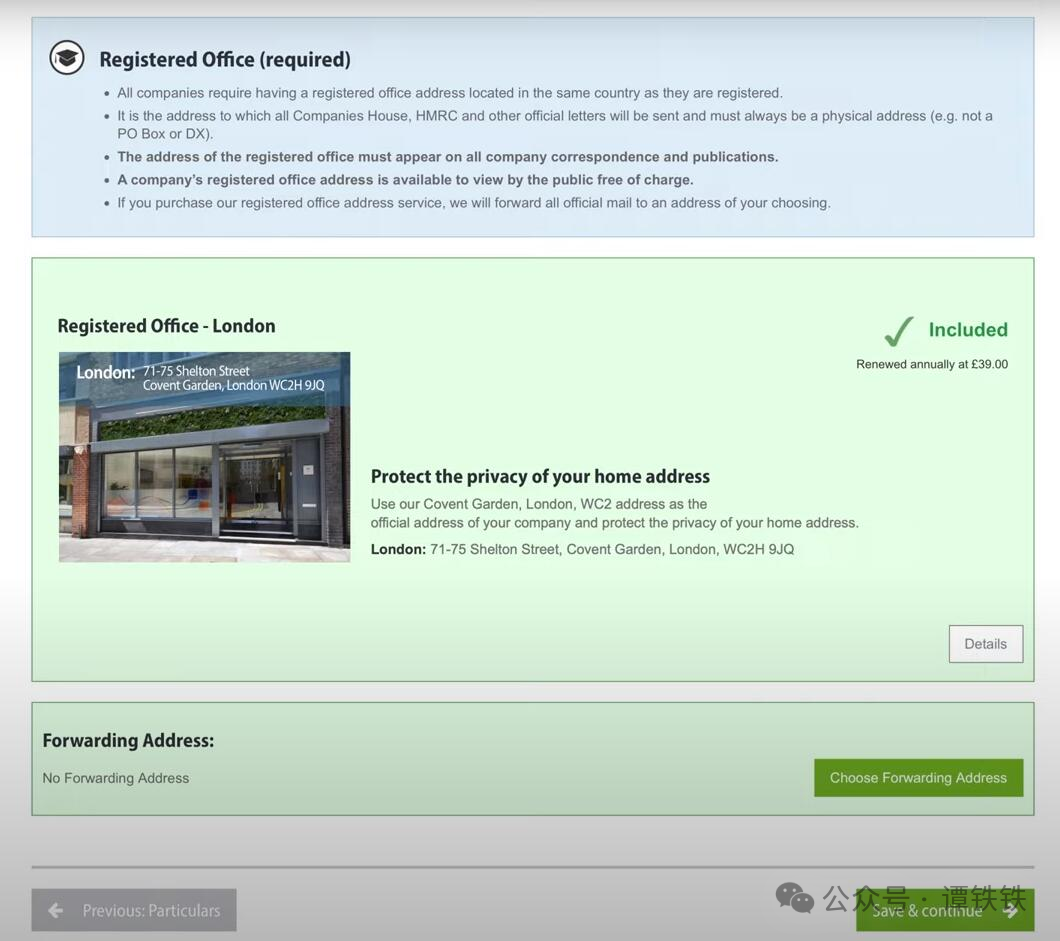 Registered Office (required)
• All companies require having a registered office address located in the same country as they are registered.
• It is the address to which all Companies House, HMRC and other official letters will be sent and must always be a physical address (e.g. not a
PO Box or DX).
• The address of the registered office must appear on all company correspondence and publications.
• A company's registered office address is available to view by the public free of charge.
• If you purchase our registered office address service, we will forward all official mail to an address of your choosing.
Registered Office - London
Included
Renewed annually at £39.00
London: 71-75 Shelton Street
Covent Garden, London WC2H 9JQ
Protect the privacy of your home address
Use our Covent Garden, London, WC2 address as the
official address of your company and protect the privacy of your home address.
London: 71-75 Shelton Street, Covent Garden, London, WC2H 9JQ
Details
Forwarding Address:
No Forwarding Address
Choose Forwarding Address
Previous: Particulars
Save & continue
公众号 · 谭铁铁